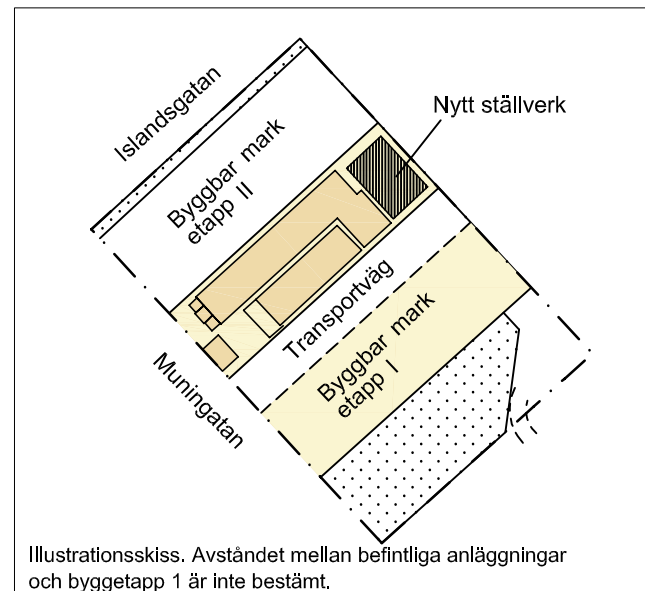 Islandsgatan
Nytt ställverk
Byggbar mark
etapp II
Transportväg
Byggbar mark
etapp I
Muningatan
Illustrationsskiss. Avståndet mellan befintliga anläggningar
och byggetapp 1 är inte bestämt.